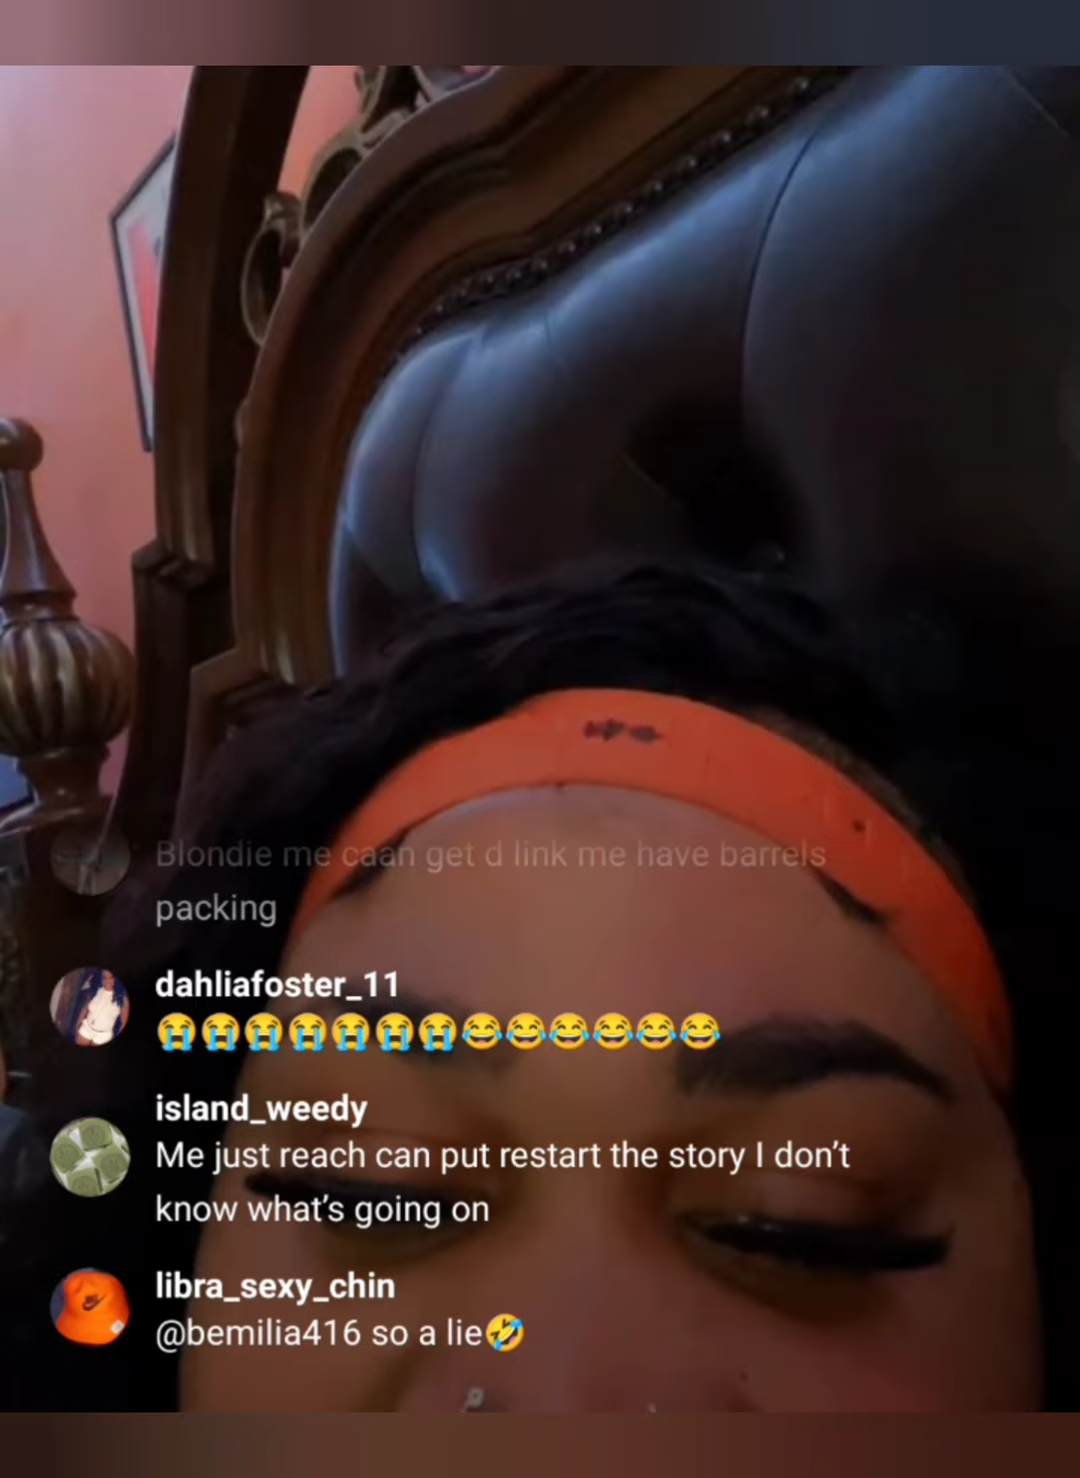 Blondie me caan get d link me have barrels
packing
dahliafoster_11
😭😭😭😭😭😭😭😂😂😂😂😂😂
island_weedy
Me just reach can put restart the story I don't
know what's going on
libra_sexy_chin
@bemilia416 so a lie🤣